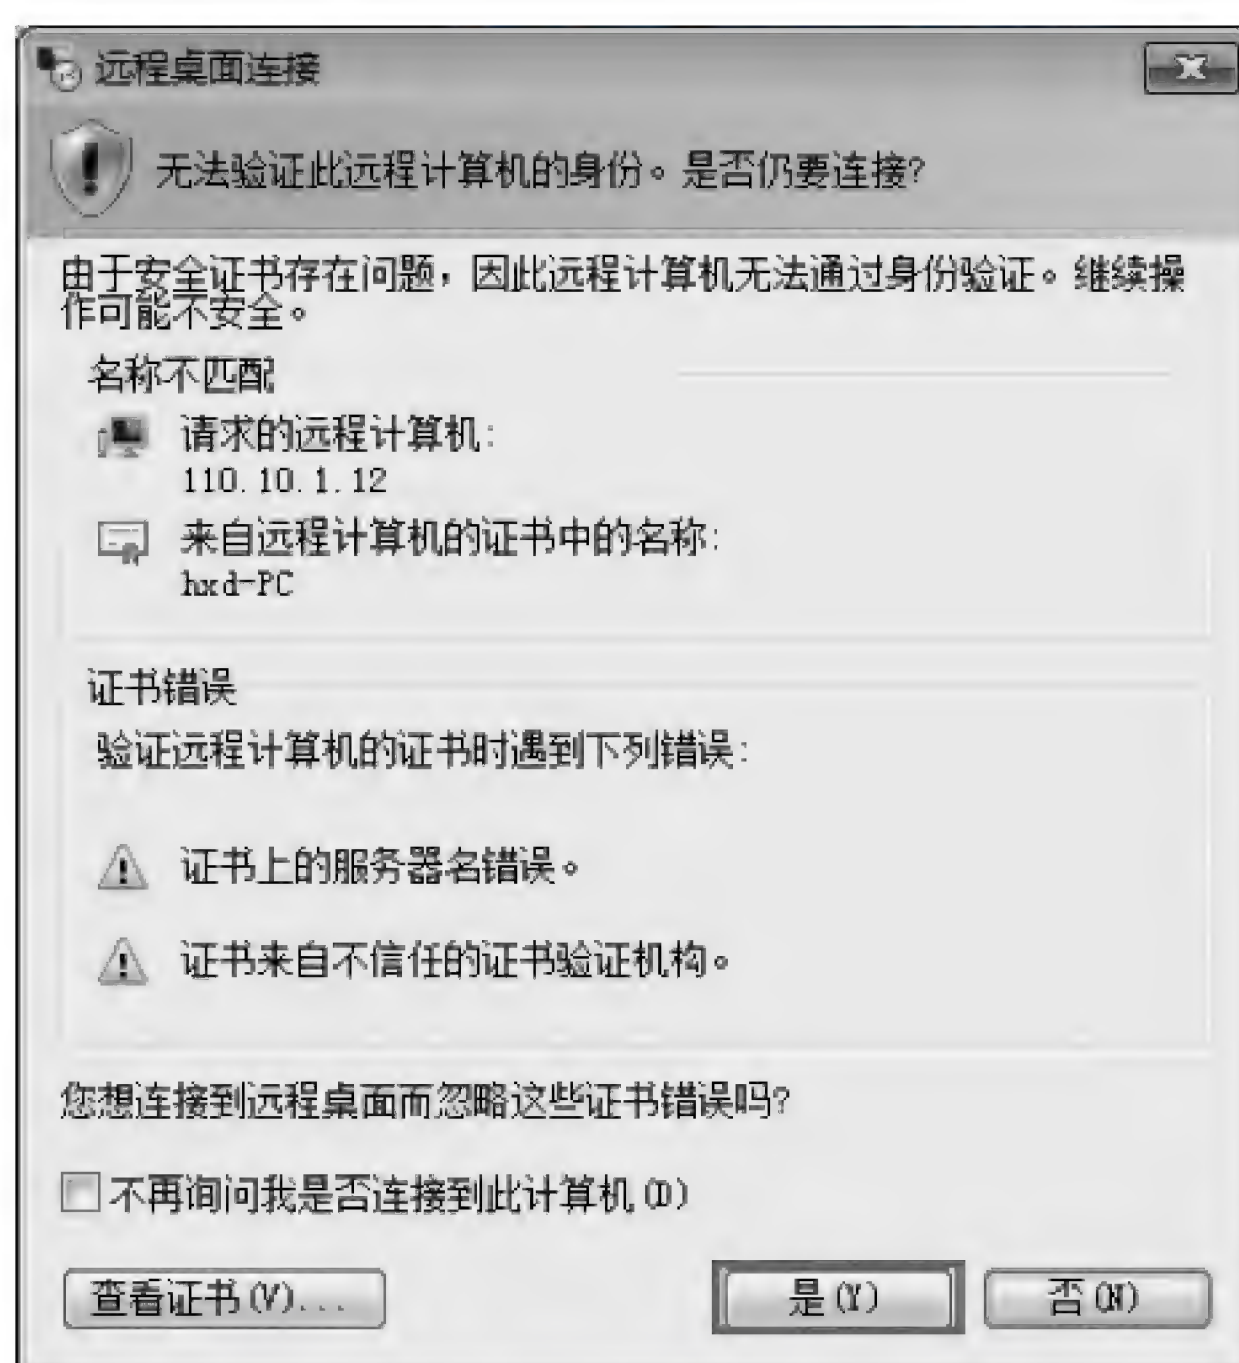 远程桌面连接
无法验证此远程计算机的身份。是否仍要连接?
由于安全证书存在问题，因此远程计算机无法通过身份验证。继续操
作可能不安全。
名称不匹配
请求的远程计算机:
110.10.1.12
来自远程计算机的证书中的名称:
hxd-PC
证书错误
验证远程计算机的证书时遇到下列错误:
证书上的服务器名错误。
证书来自不信任的证书验证机构。
您想连接到远程桌面而忽略这些证书错误吗?
不再询问我是否连接到此计算机(D)
查看证书(V)... 是(Y) 否(N)